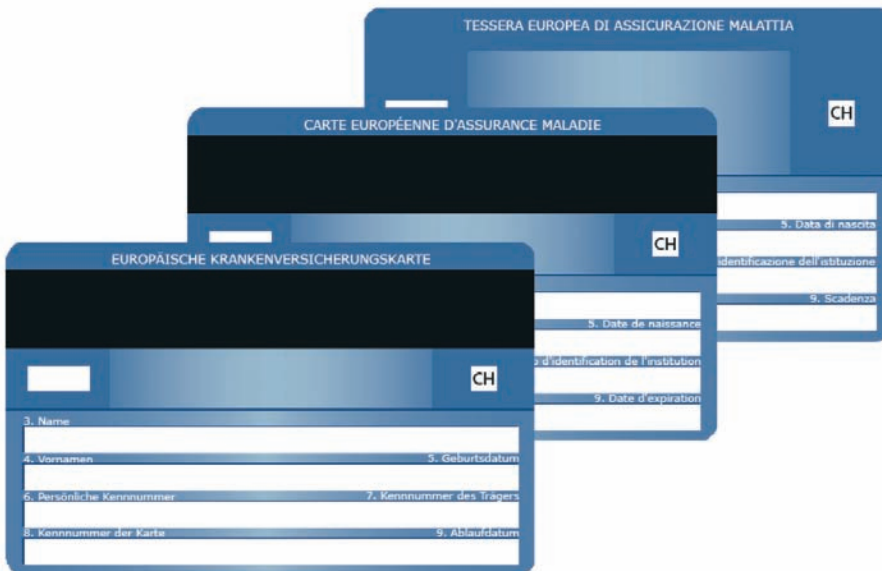 TESSERA EUROPEA DI ASSICURAZIONE MALATTIA
CH
5. Data di nascita
identificazione dell'istituzione
9. Scadenza
CARTE EUROPÉENNE D'ASSURANCE MALADIE
CH
5. Date de naissance
d'identification de l'institution
9. Date d'expiration
EUROPÄISCHE KRANKENVERSICHERUNGSKARTE
CH
3. Name
4. Vornamen 5. Geburtsdatum
6. Persönliche Kennnummer 7. Kennnummer des Trägers
8. Kennnummer der Karte 9. Ablaufdatum